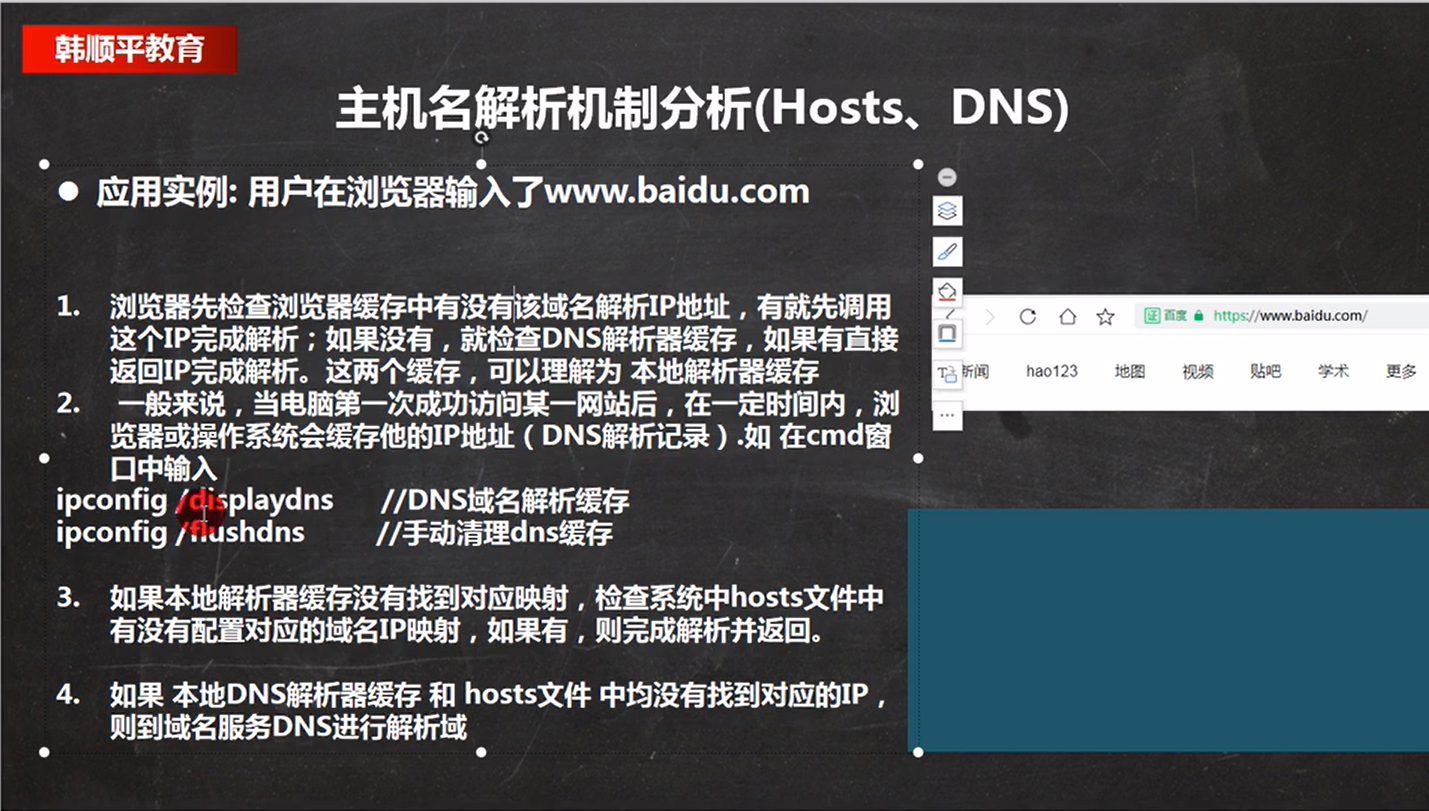 韩顺平教育
主机名解析机制分析(Hosts、DNS)
● 应用实例: 用户在浏览器输入了www.baidu.com
1. 浏览器先检查浏览器缓存中有没有该域名解析IP地址，有就先调用
这个IP完成解析；如果没有，就检查DNS解析器缓存，如果有直接
返回IP完成解析。这两个缓存，可以理解为 本地解析器缓存
2. 一般来说，当电脑第一次成功访问某一网站后，在一定时间内，浏
览器或操作系统会缓存他的IP地址（DNS解析记录）.如 在cmd窗
口中输入
ipconfig /displaydns //DNS域名解析缓存
ipconfig /flushdns //手动清理dns缓存
3. 如果本地解析器缓存没有找到对应映射，检查系统中hosts文件中
有没有配置对应的域名IP映射，如果有，则完成解析并返回。
4. 如果 本地DNS解析器缓存 和 hosts文件 中均没有找到对应的IP，
则到域名服务DNS进行解析域
证 百度 https://www.baidu.com/
新闻 hao123 地图 视频 贴吧 学术 更多